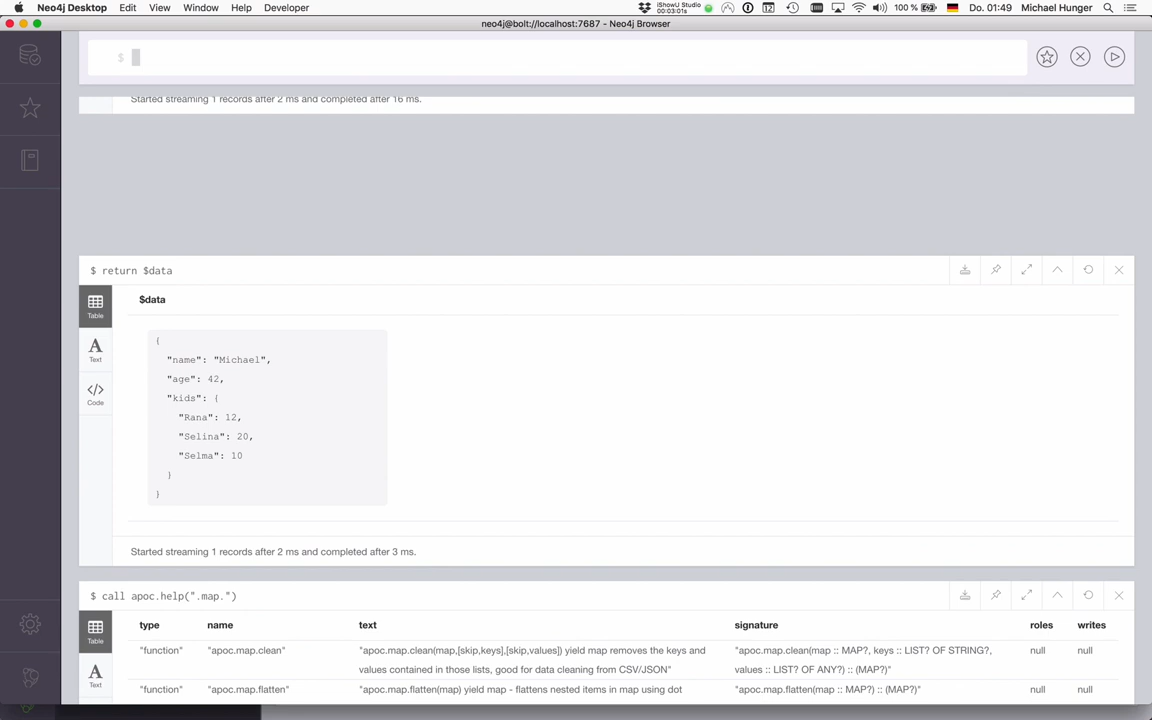 Neo4j Desktop Edit View Window Help Developer iShowU Studio 00:03:01s 12 100 % Do. 01:49 Michael Hunger
neo4j@bolt://localhost:7687 - Neo4j Browser
$
Started streaming 1 records after 2 ms and completed after 16 ms.
$ return $data
Table
$data
{
"name": "Michael",
A
Text
"age": 42,
"kids": {
</>
Code
"Rana": 12,
"Selina": 20,
"Selma": 10
}
}
Started streaming 1 records after 2 ms and completed after 3 ms.
$ call apoc.help(".map.")
Table
type name text signature roles writes
"function" "apoc.map.clean" "apoc.map.clean(map,[skip,keys],[skip,values]) yield map removes the keys and "apoc.map.clean(map :: MAP?, keys :: LIST? OF STRING?, null null
A
Text
values contained in those lists, good for data cleaning from CSV/JSON" values :: LIST? OF ANY?) :: (MAP?)"
"function" "apoc.map.flatten" "apoc.map.flatten(map) yield map - flattens nested items in map using dot "apoc.map.flatten(map :: MAP?) :: (MAP?)" null null